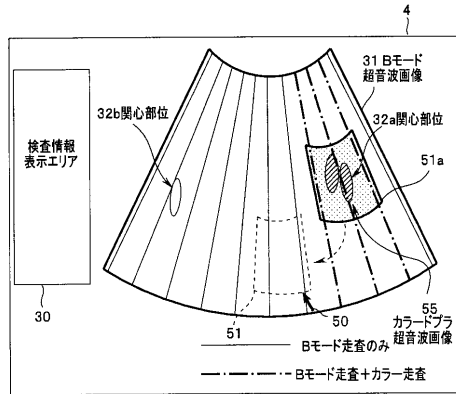 4
31 Bモード
超音波画像
32b関心部位
32a関心部位
検査情報
表示エリア
51a
30
51
50
55
カラードプラ
超音波画像
Bモード走査のみ
Bモード走査+カラー走査